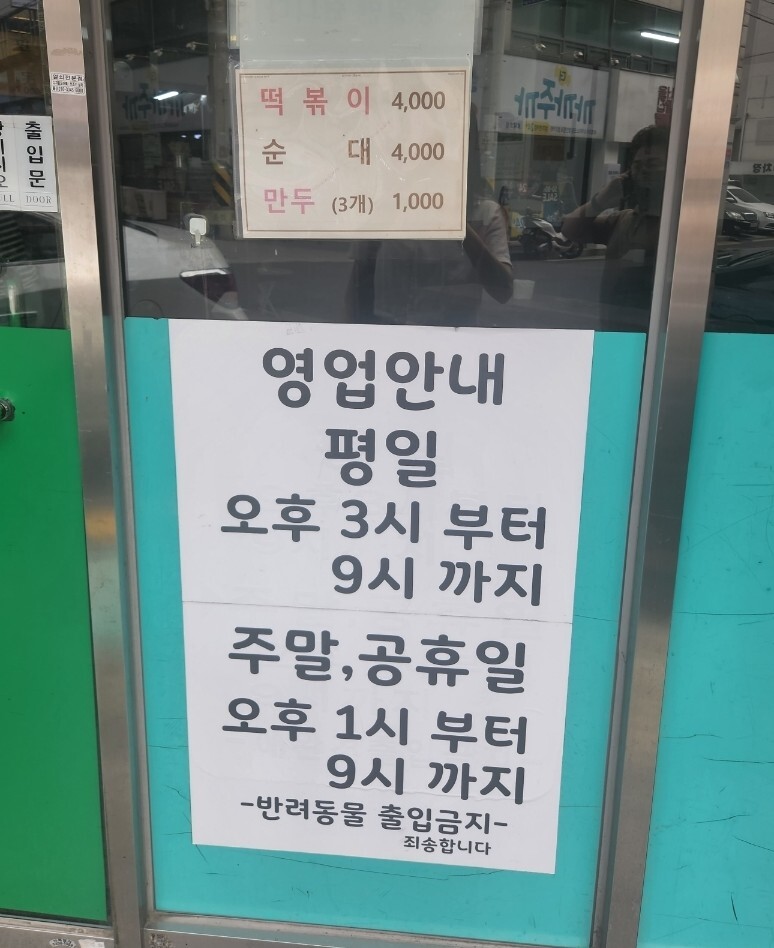 떡볶이 4,000
순대 4,000
만두 (3개) 1,000
출입문
DOOR
영업안내
평일
오후 3시 부터
9시 까지
주말,공휴일
오후 1시 부터
9시 까지
-반려동물 출입금지-
죄송합니다